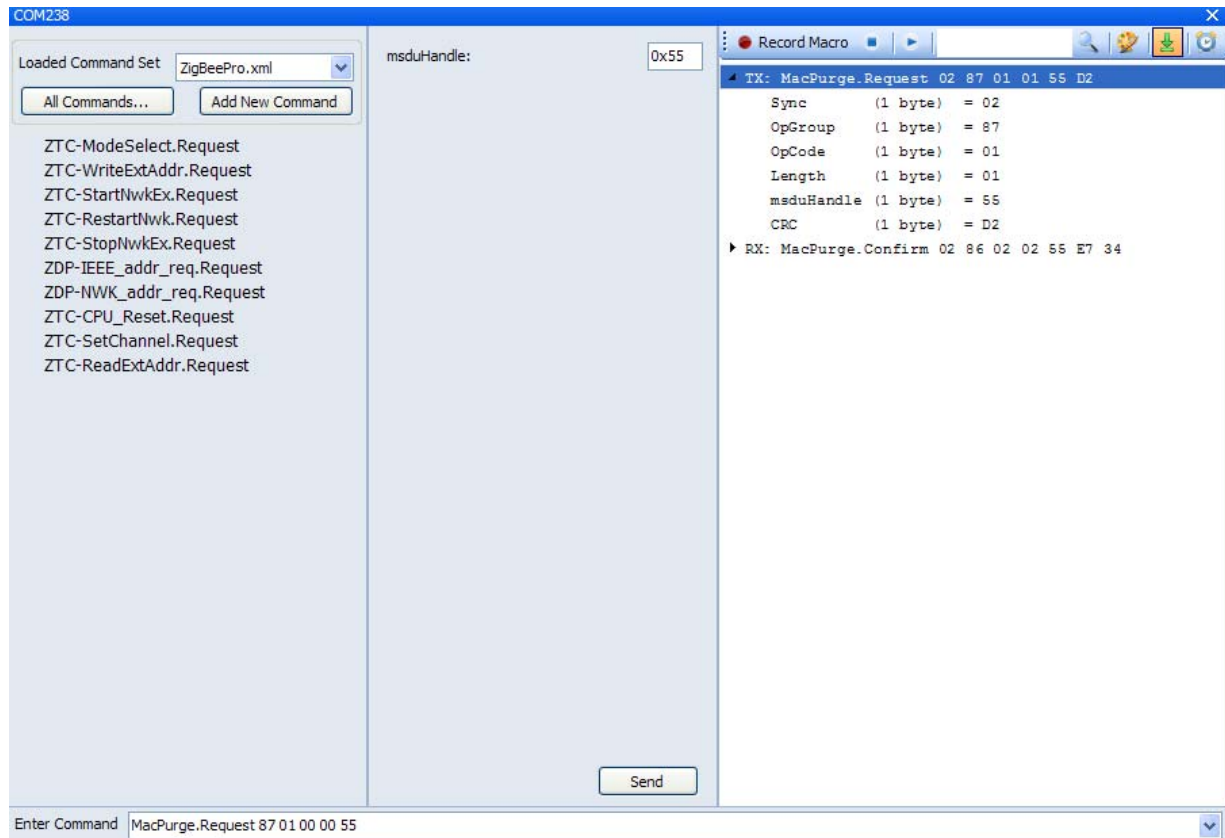 COM238
Loaded Command Set ZigBeePro.xml
All Commands... Add New Command
ZTC-ModeSelect.Request
ZTC-WriteExtAddr.Request
ZTC-StartNwkEx.Request
ZTC-RestartNwk.Request
ZTC-StopNwkEx.Request
ZDP-IEEE_addr_req.Request
ZDP-NWK_addr_req.Request
ZTC-CPU_Reset.Request
ZTC-SetChannel.Request
ZTC-ReadExtAddr.Request
msduHandle: 0x55
Send
Record Macro
TX: MacPurge.Request 02 87 01 01 55 D2
Sync (1 byte) = 02
OpGroup (1 byte) = 87
OpCode (1 byte) = 01
Length (1 byte) = 01
msduHandle (1 byte) = 55
CRC (1 byte) = D2
RX: MacPurge.Confirm 02 86 02 02 55 E7 34
Enter Command MacPurge.Request 87 01 00 00 55